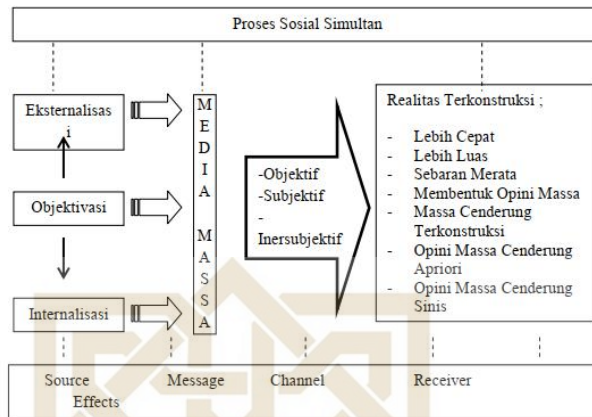 Proses Sosial Simultan
Eksternalisas
i
Objektivasi
Internalisasi
M
E
D
I
A
M
A
S
S
A
-Objektif
-Subjektif
-
Inersubjektif
Realitas Terkonstruksi ;
- Lebih Cepat
- Lebih Luas
- Sebaran Merata
- Membentuk Opini Massa
- Massa Cenderung
Terkonstruksi
- Opini Massa Cenderung
Apriori
- Opini Massa Cenderung
Sinis
Source Message Channel Receiver
Effects